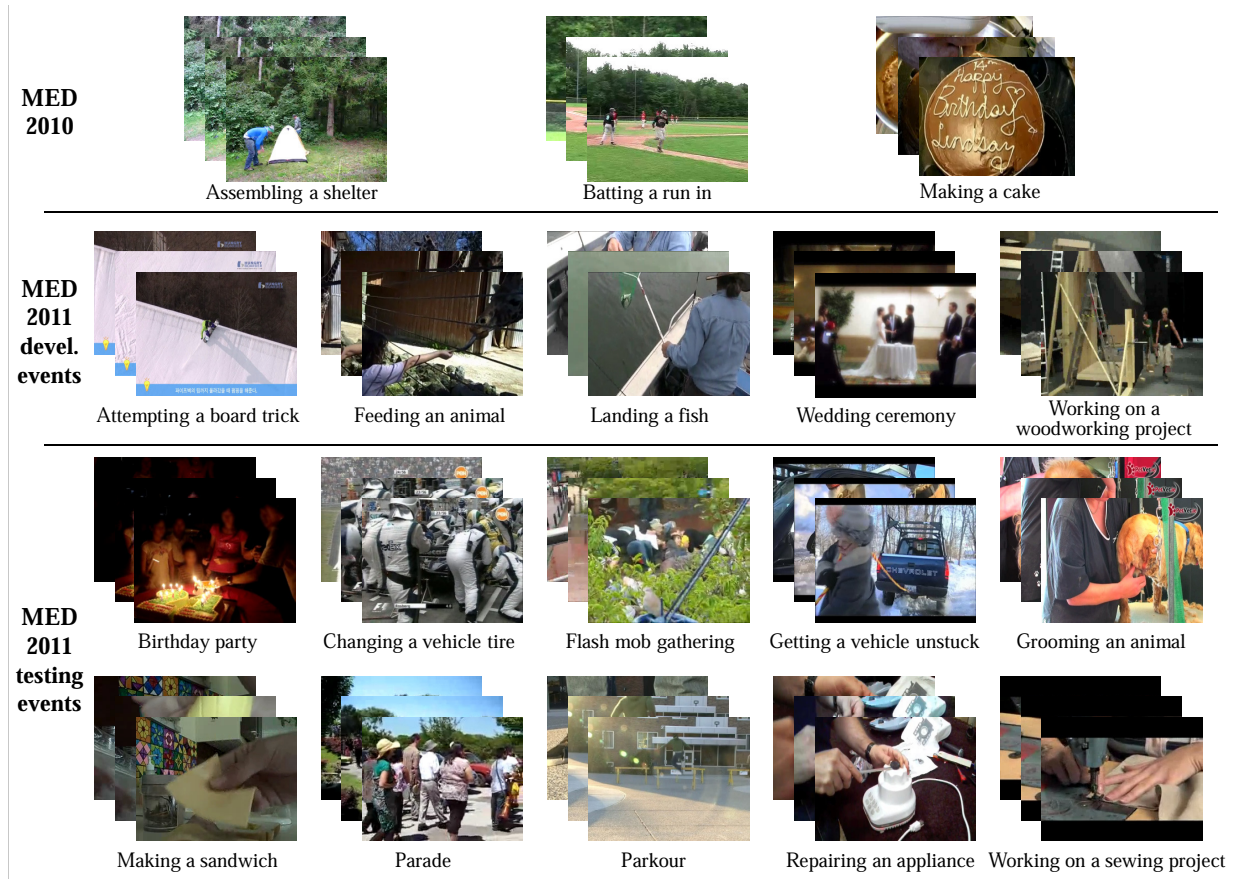 MED
2010
14th
Happy
Birthday
Lindsay
Assembling a shelter
Batting a run in
Making a cake
MED
2011
devel.
events
Attempting a board trick
Feeding an animal
Landing a fish
Wedding ceremony
Working on a
woodworking project
MED
2011
testing
events
CHEVROLET
Birthday party
Changing a vehicle tire
Flash mob gathering
Getting a vehicle unstuck
Grooming an animal
Making a sandwich
Parade
Parkour
Repairing an appliance
Working on a sewing project